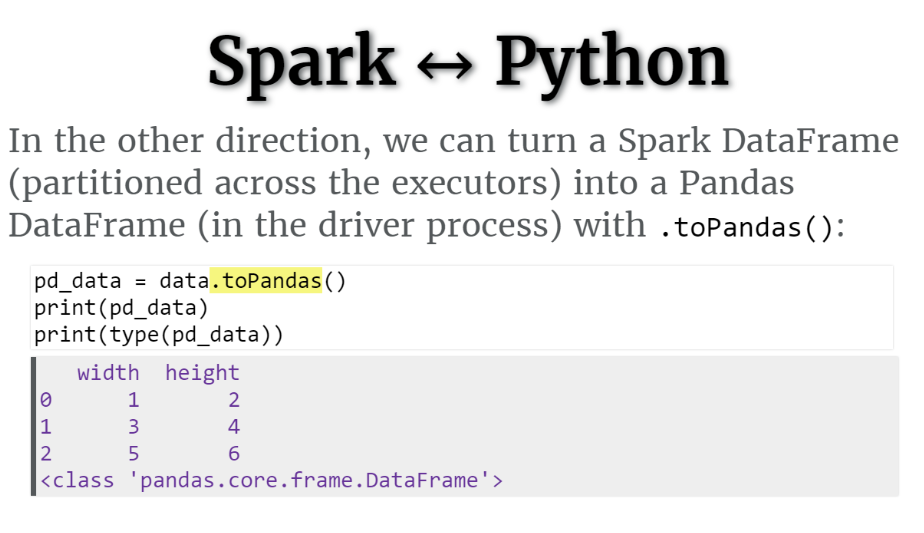 Spark ↔ Python
In the other direction, we can turn a Spark DataFrame
(partitioned across the executors) into a Pandas
DataFrame (in the driver process) with .toPandas():
pd_data = data.toPandas()
print(pd_data)
print(type(pd_data))
   width  height
0      1       2
1      3       4
2      5       6
<class 'pandas.core.frame.DataFrame'>